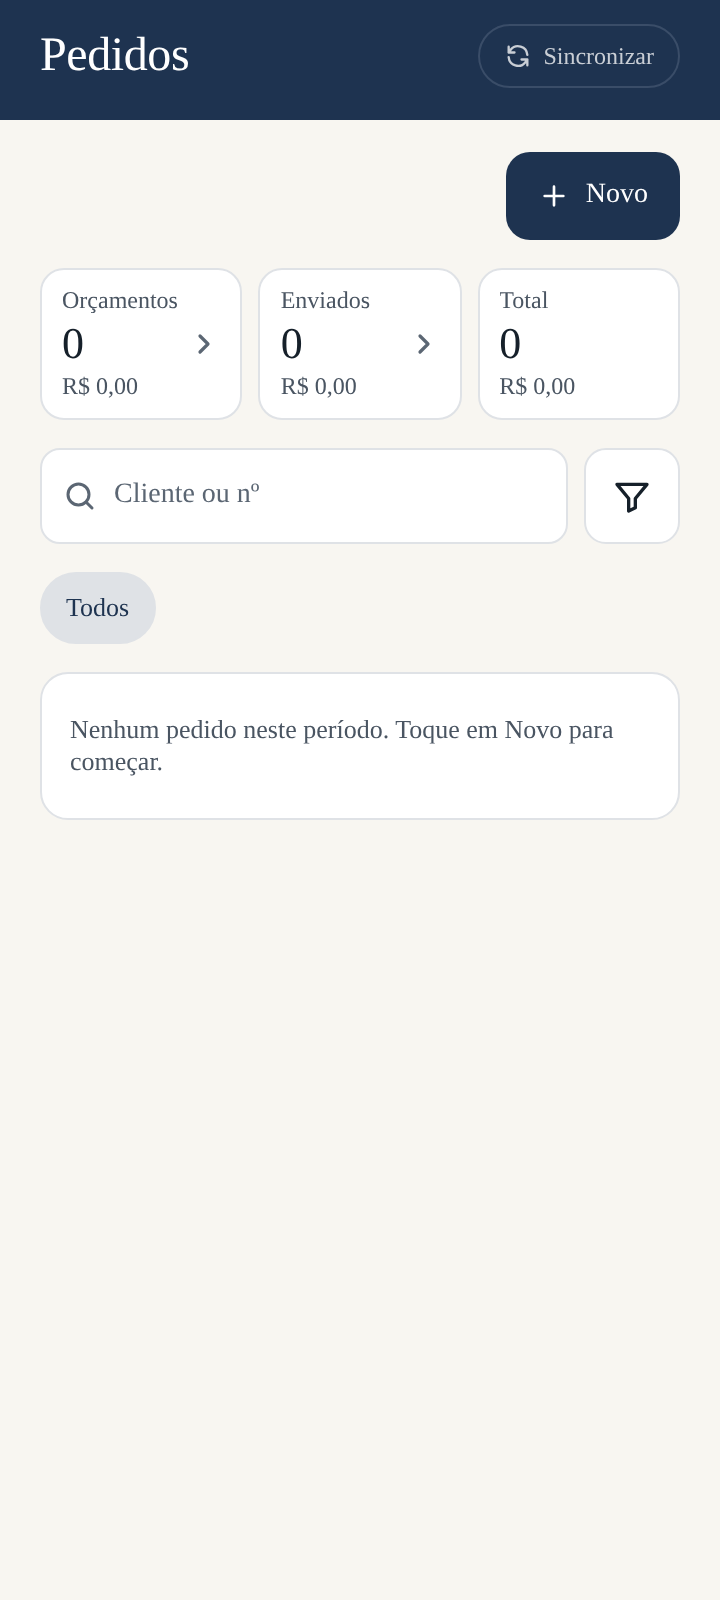 Pedidos
Sincronizar
Novo
Orçamentos
0
R$ 0,00
Enviados
0
R$ 0,00
Total
0
R$ 0,00
Cliente ou nº
Todos
Nenhum pedido neste período. Toque em Novo para
começar.